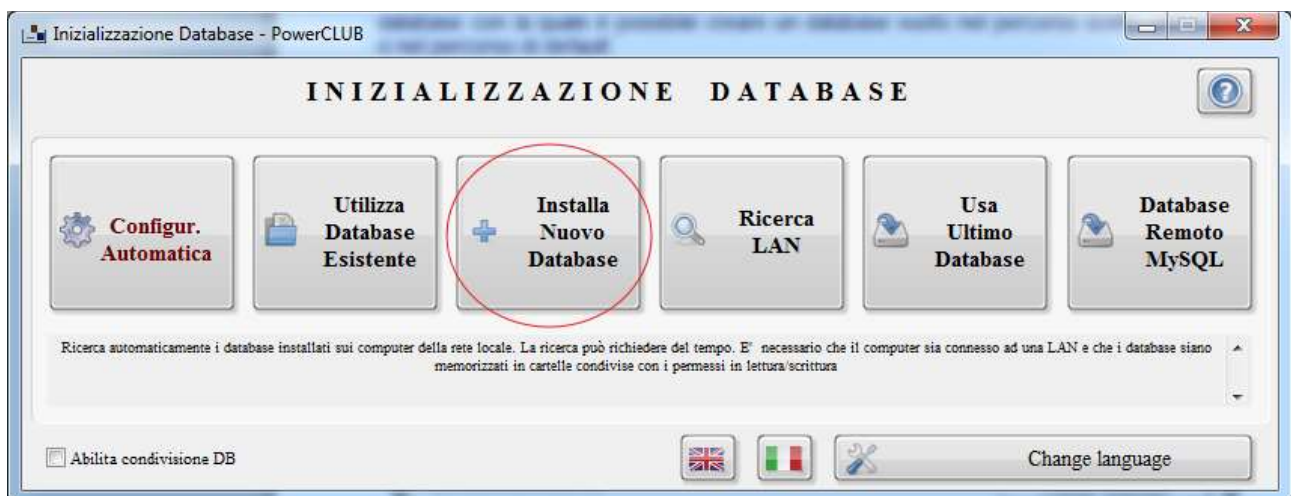 Inizializzazione Database - PowerCLUB
INIZIALIZZAZIONE DATABASE
Configur.
Automatica
Utilizza
Database
Esistente
Installa
Nuovo
Database
Ricerca
LAN
Usa
Ultimo
Database
Database
Remoto
MySQL
Ricerca automaticamente i database installati sui computer della rete locale. La ricerca può richiedere del tempo. E' necessario che il computer sia connesso ad una LAN e che i database siano
memorizzati in cartelle condivise con i permessi in lettura/scrittura
Abilita condivisione DB
Change language